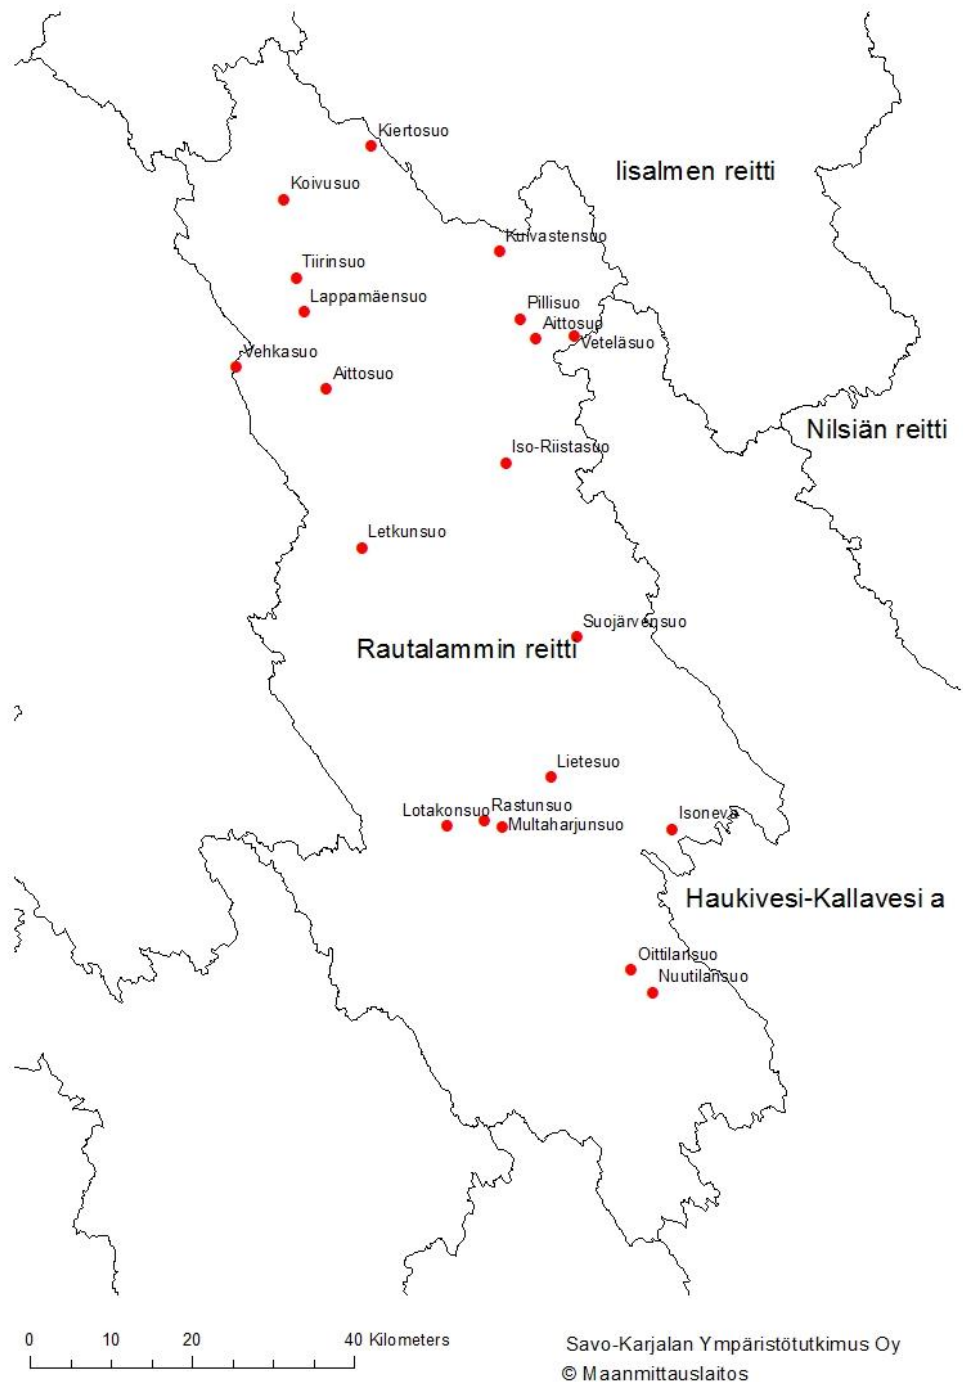 Kiertosuo
Iisalmen reitti
Koivusuo
Kuivastensuo
Tiirinsuo
Lappamäensuo
Pillisuo
Aittosuo
Veteläsuo
Vehkasuo
Aittosuo
Nilsiän reitti
Iso-Riistasuo
Letkunsuo
Suojärvensuo
Rautalammin reitti
Lietesuo
Lotakonsuo
Rastunsuo
Multaharjunsuo
Isoneva
Haukivesi-Kallavesi a
Oittilansuo
Nuutilansuo
0 10 20 40 Kilometers
Savo-Karjalan Ympäristötutkimus Oy
© Maanmittauslaitos